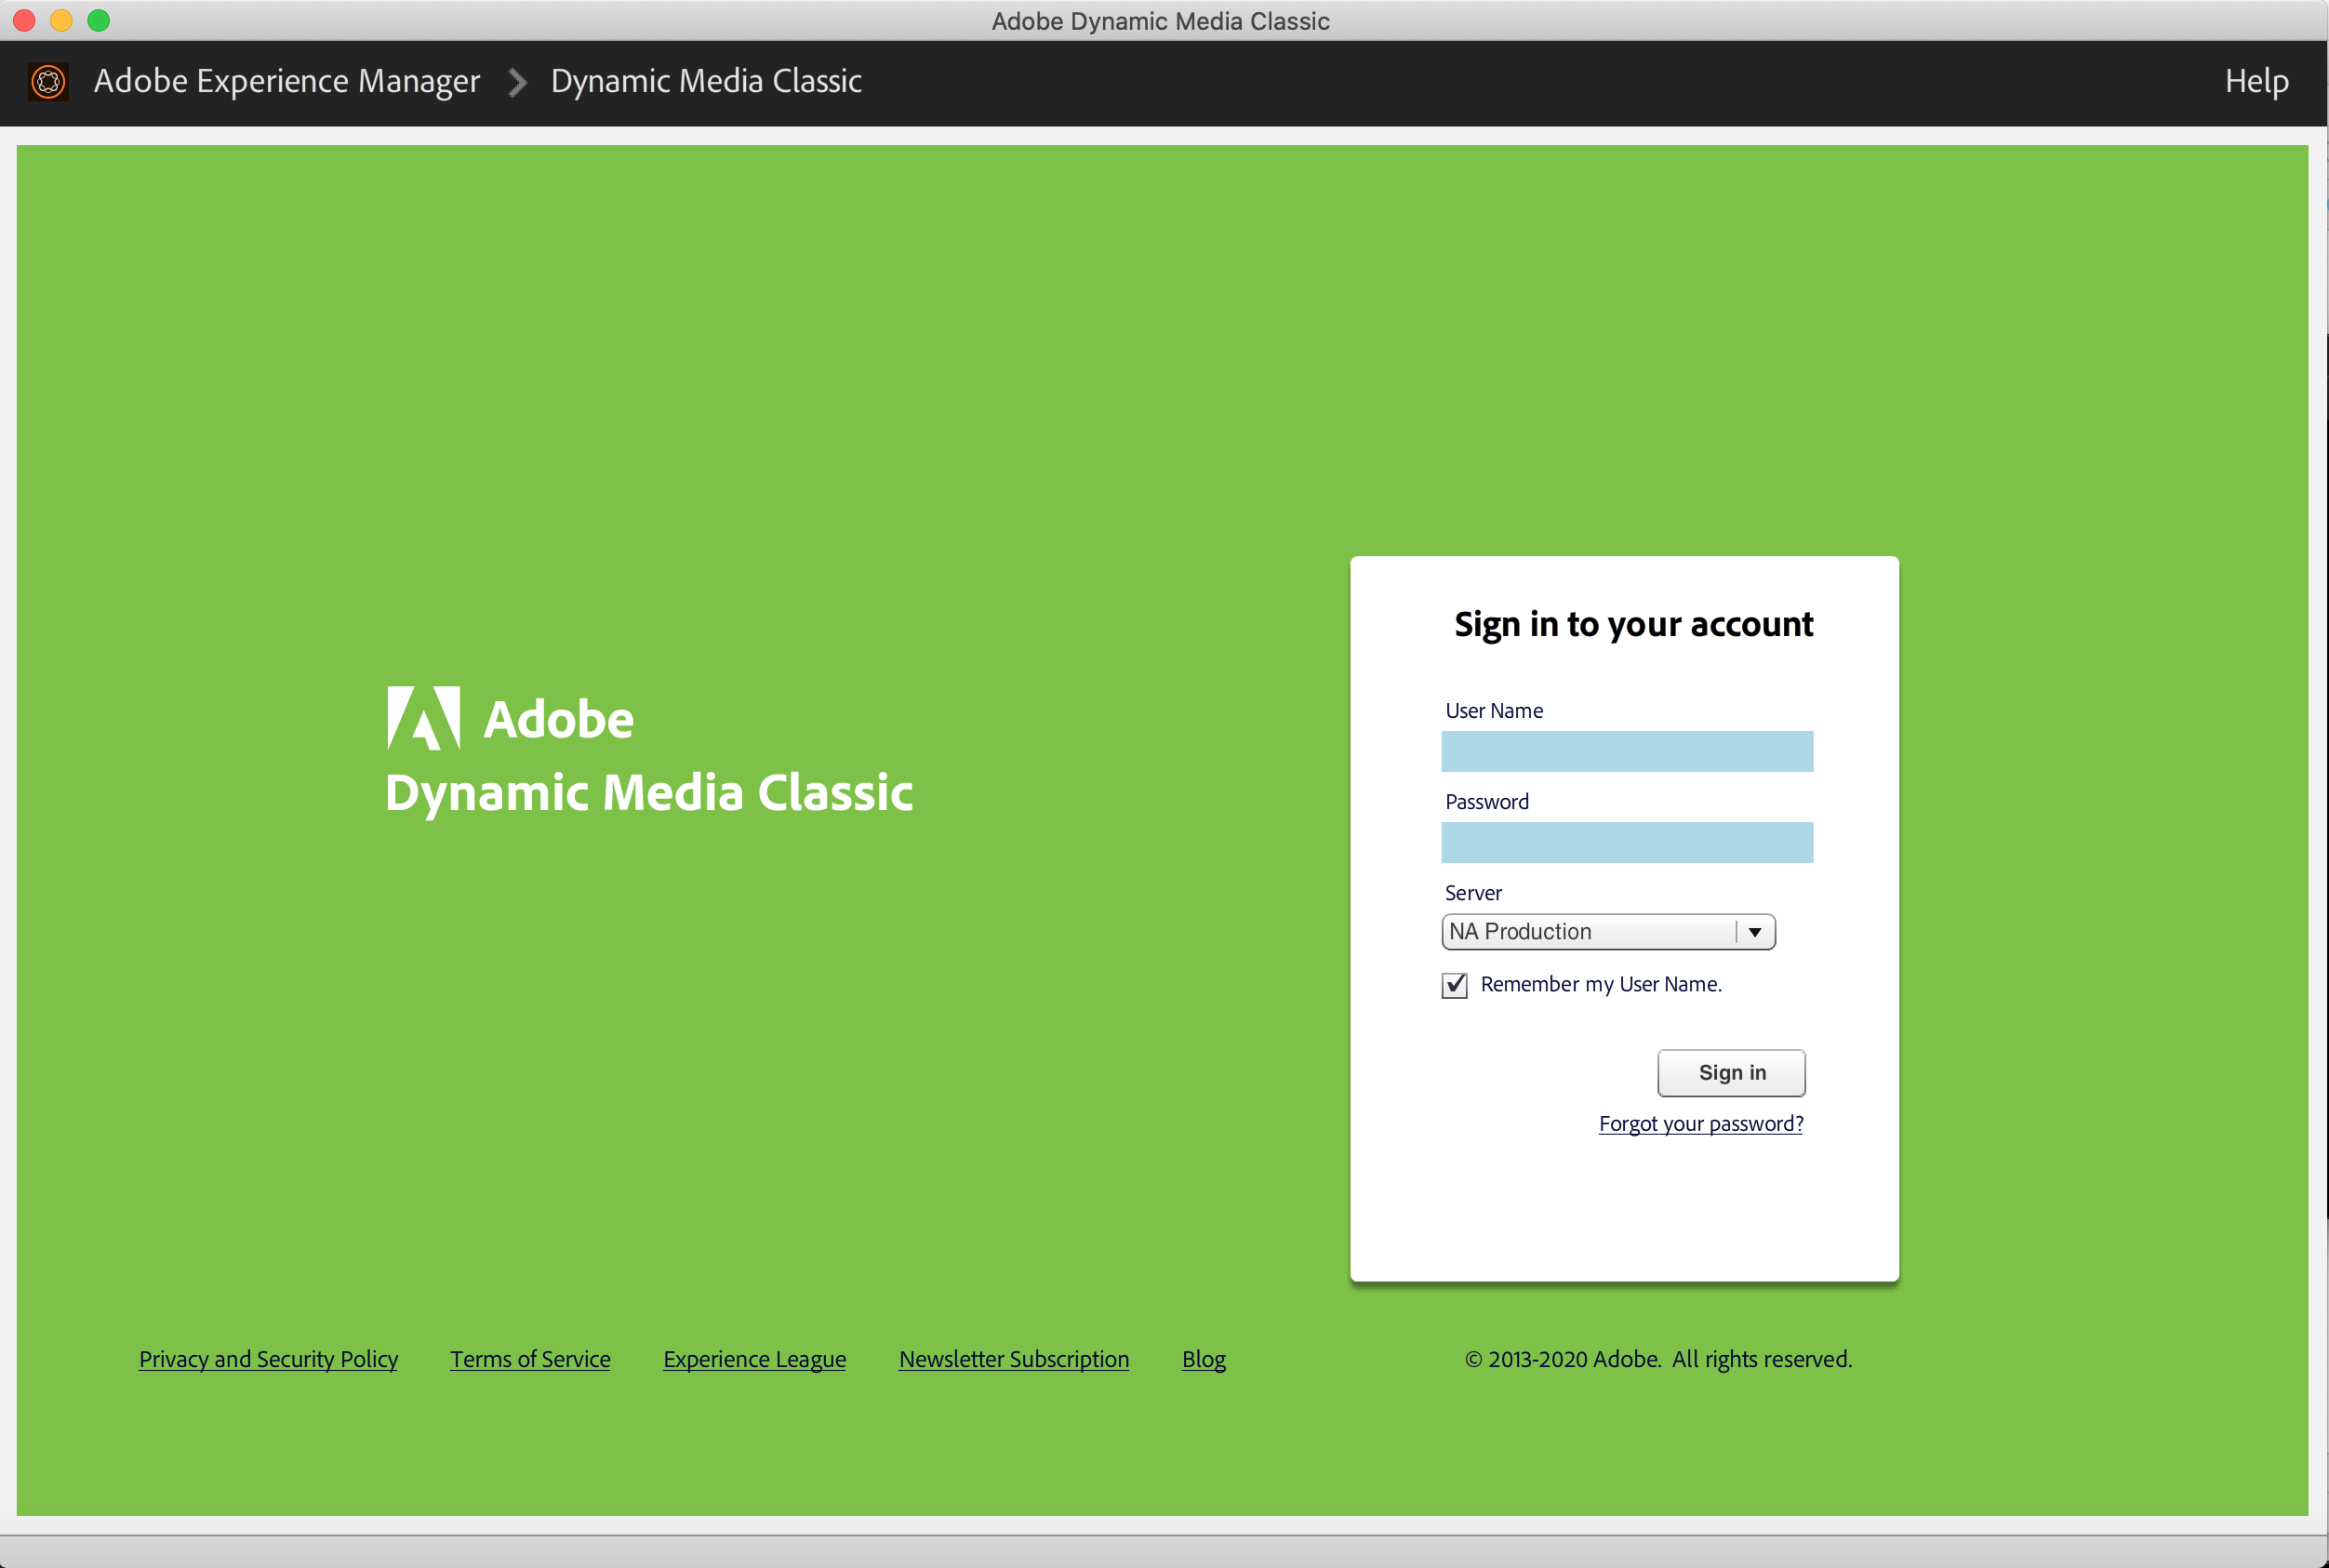 Adobe Dynamic Media Classic
Adobe Experience Manager
Dynamic Media Classic
Help
Adobe
Dynamic Media Classic
Sign in to your account
User Name
Password
Server
NA Production
Remember my User Name.
Sign in
Forgot your password?
Privacy and Security Policy
Terms of Service
Experience League
Newsletter Subscription
Blog
© 2013-2020 Adobe. All rights reserved.